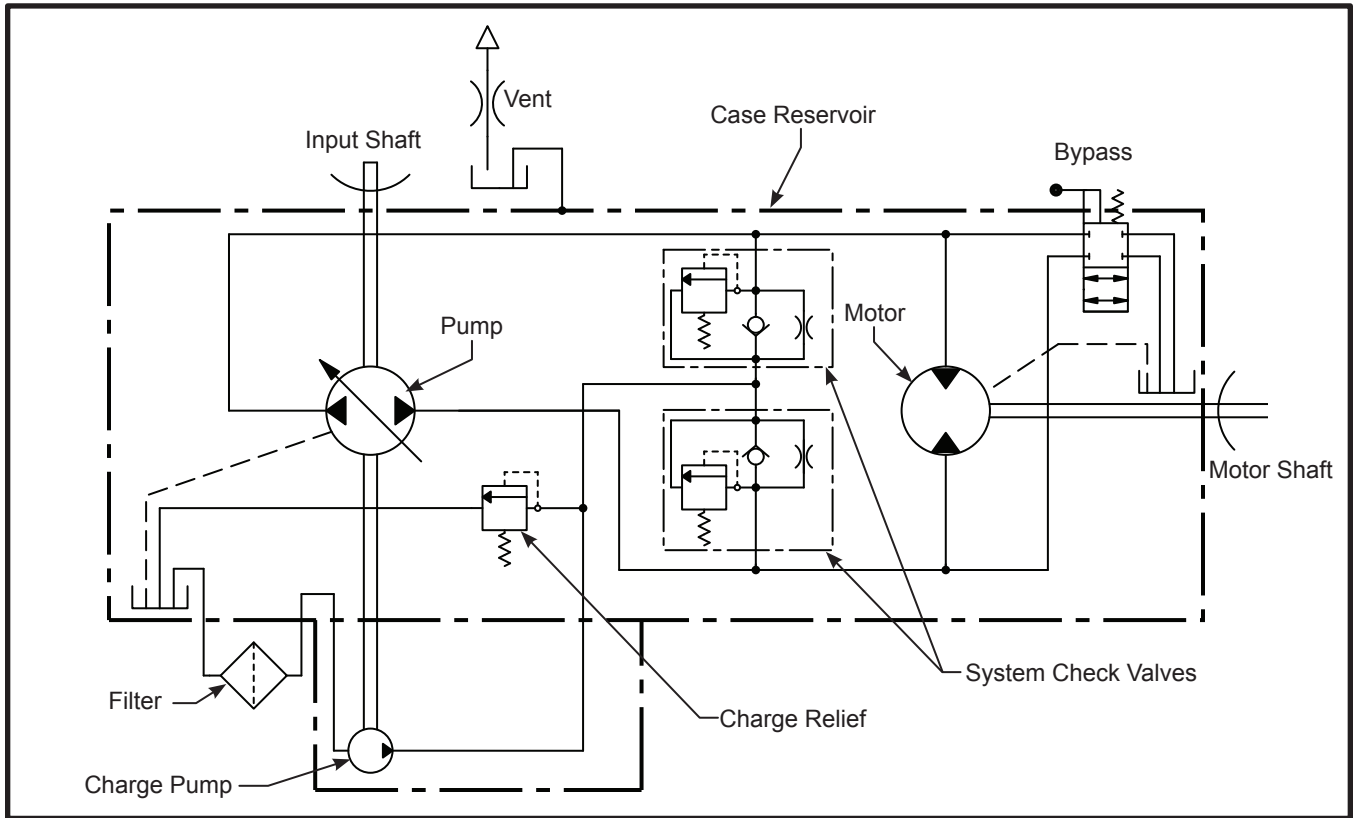 Vent
Case Reservoir
Input Shaft
Bypass
Pump
Motor
Motor Shaft
System Check Valves
Filter
Charge Relief
Charge Pump